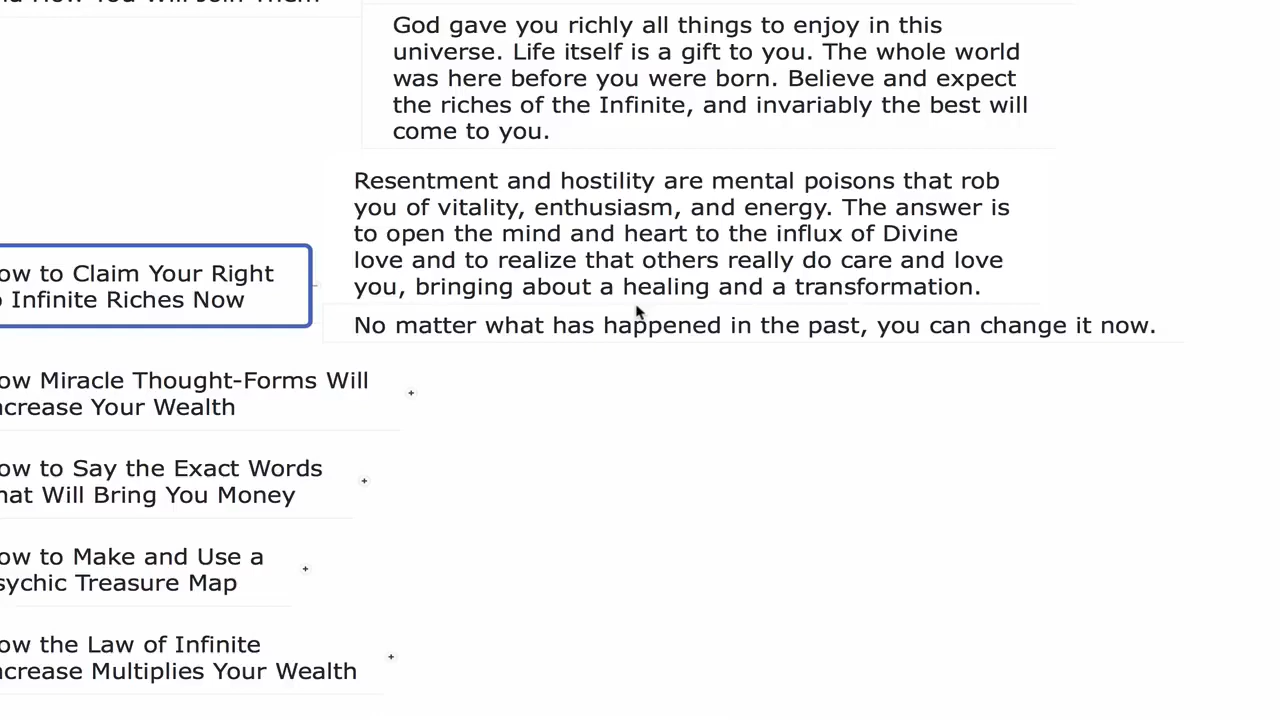 God gave you richly all things to enjoy in this
universe. Life itself is a gift to you. The whole world
was here before you were born. Believe and expect
the riches of the Infinite, and invariably the best will
come to you.
Resentment and hostility are mental poisons that rob
you of vitality, enthusiasm, and energy. The answer is
to open the mind and heart to the influx of Divine
love and to realize that others really do care and love
you, bringing about a healing and a transformation.
No matter what has happened in the past, you can change it now.
ow to Claim Your Right
o Infinite Riches Now
ow Miracle Thought-Forms Will
ncrease Your Wealth
ow to Say the Exact Words
hat Will Bring You Money
ow to Make and Use a
sychic Treasure Map
ow the Law of Infinite
ncrease Multiplies Your Wealth